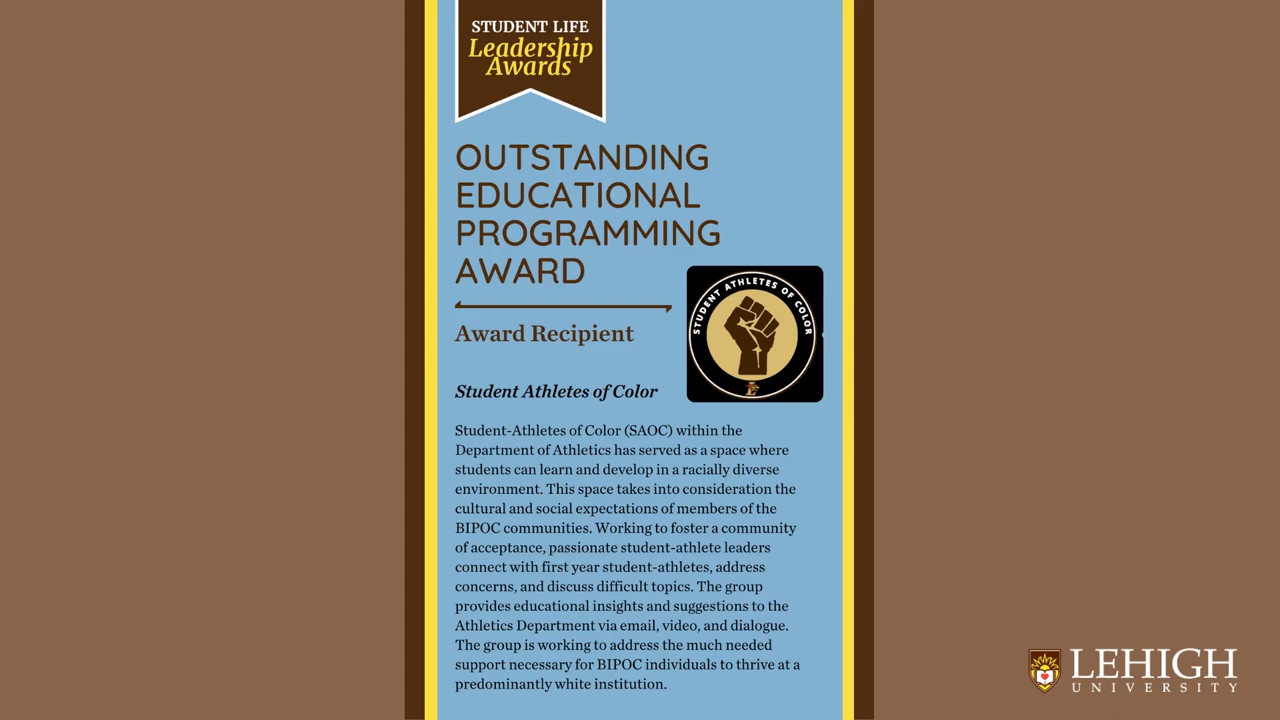 STUDENT LIFE
Leadership
Awards
OUTSTANDING
EDUCATIONAL
PROGRAMMING
AWARD
STUDENT ATHLETES OF COLOR
Award Recipient
Student Athletes of Color
Student-Athletes of Color (SAOC) within the
Department of Athletics has served as a space where
students can learn and develop in a racially diverse
environment. This space takes into consideration the
cultural and social expectations of members of the
BIPOC communities. Working to foster a community
of acceptance, passionate student-athlete leaders
connect with first year student-athletes, address
concerns, and discuss difficult topics. The group
provides educational insights and suggestions to the
Athletics Department via email, video, and dialogue.
The group is working to address the much needed
support necessary for BIPOC individuals to thrive at a
predominantly white institution.
LEHIGH
UNIVERSITY